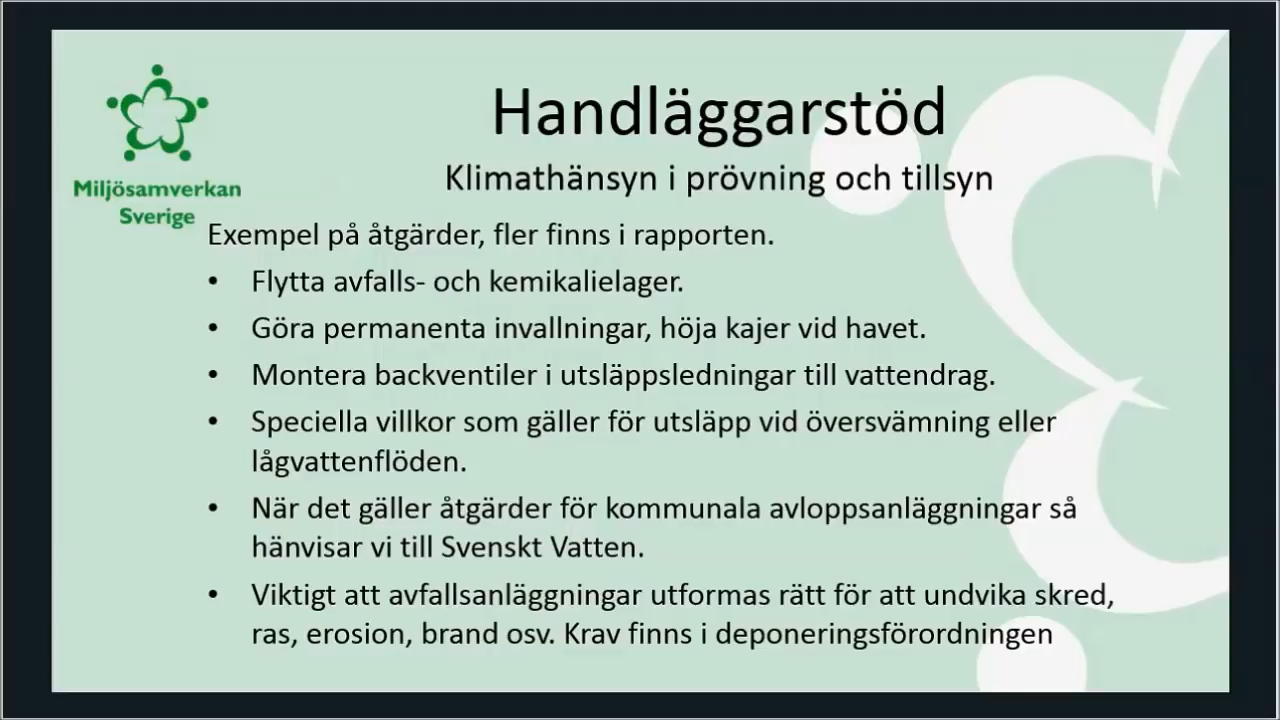 Handläggarstöd
Klimathänsyn i prövning och tillsyn
Miljösamverkan
Sverige
Exempel på åtgärder, fler finns i rapporten.
• Flytta avfalls- och kemikalielager.
• Göra permanenta invallningar, höja kajer vid havet.
• Montera backventiler i utsläppsledningar till vattendrag.
• Speciella villkor som gäller för utsläpp vid översvämning eller
lågvattenflöden.
• När det gäller åtgärder för kommunala avloppsanläggningar så
hänvisar vi till Svenskt Vatten.
• Viktigt att avfallsanläggningar utformas rätt för att undvika skred,
ras, erosion, brand osv. Krav finns i deponeringsförordningen